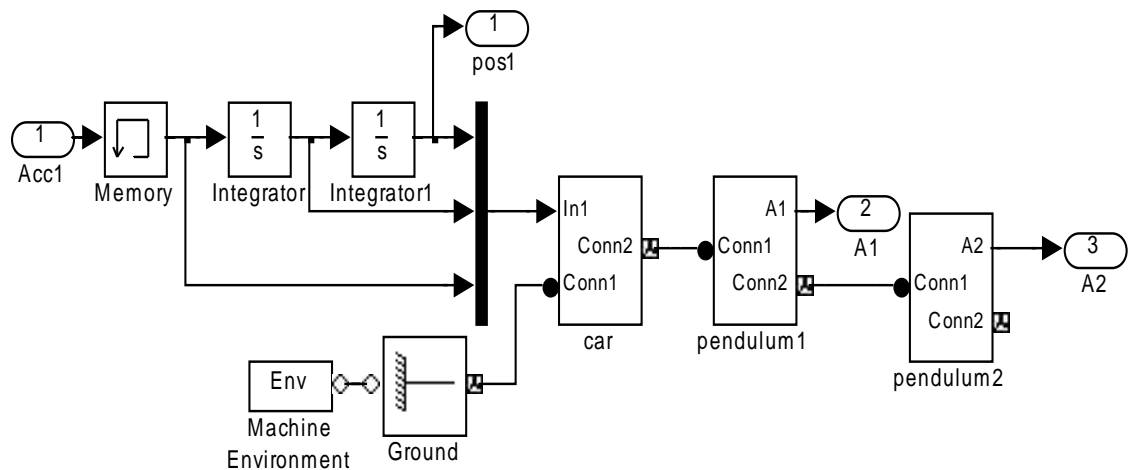 1
pos1
1
Acc1
Memory
1
s
Integrator
1
s
Integrator1
In1
Conn2
Conn1
car
A1
Conn1
Conn2
pendulum1
2
A1
A2
Conn1
Conn2
pendulum2
3
A2
Env
Machine
Environment
Ground